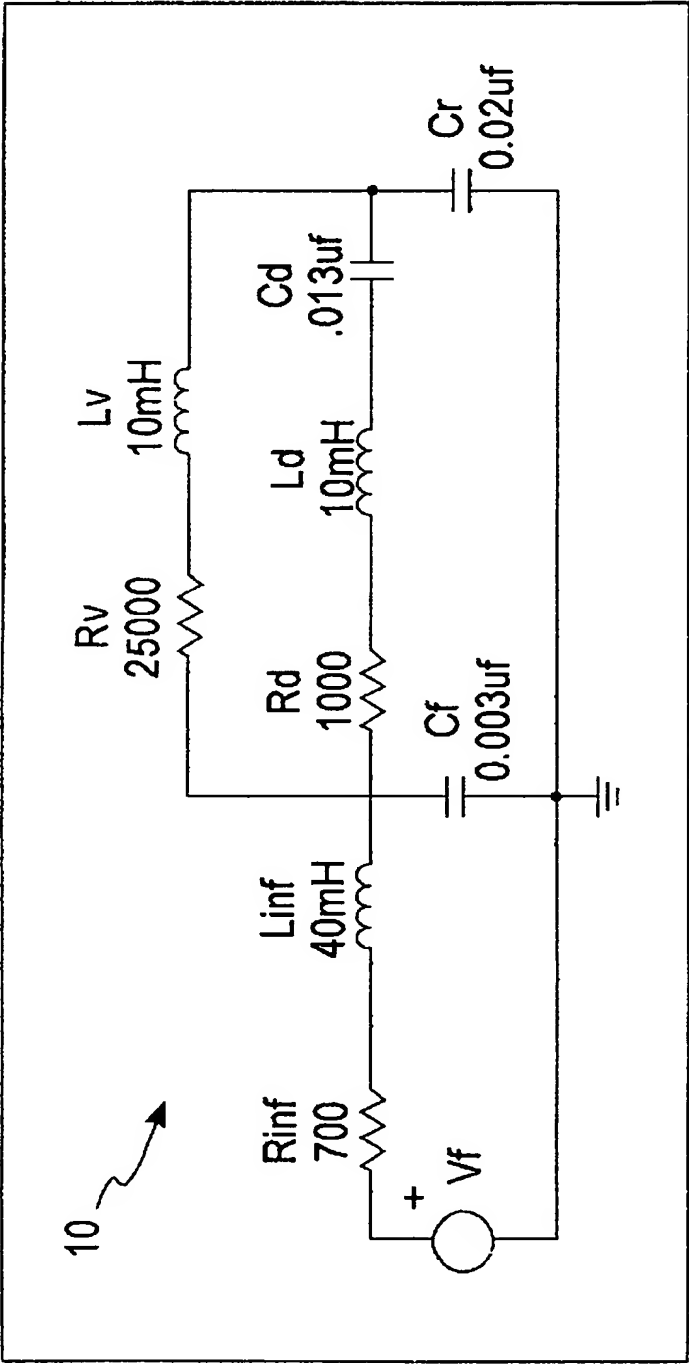 10
Rv
25000
Lv
10mH
Rinf
700
Linf
40mH
Rd
1000
Ld
10mH
Cd
.013uf
+
Vf
Cf
0.003uf
Cr
0.02uf